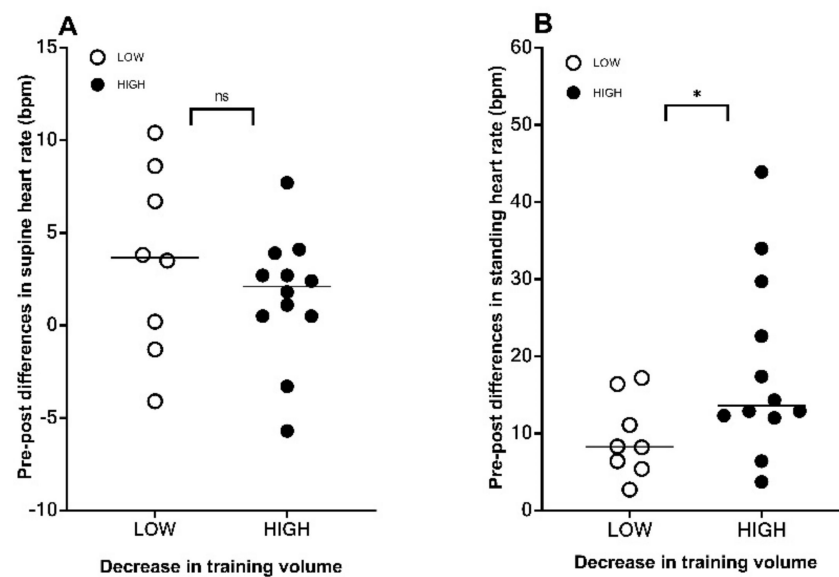 A
Pre-post differences in supine heart rate (bpm)
15
10
5
0
-5
-10
LOW
HIGH
ns
LOW
HIGH
Decrease in training volume
B
Pre-post differences in standing heart rate (bpm)
60
50
40
30
20
10
0
LOW
HIGH
*
LOW
HIGH
Decrease in training volume